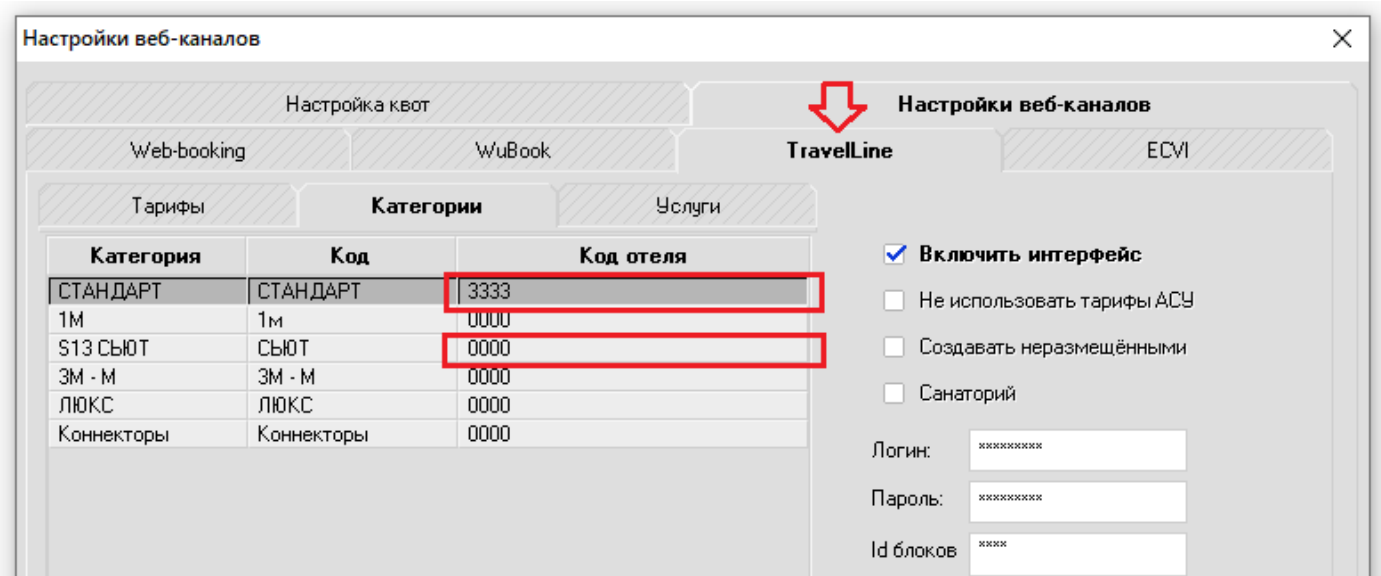 Настройки веб-каналов
Настройка квот Настройки веб-каналов
Web-booking WuBook TravelLine ECVI
Тарифы Категории Услуги
Категория Код Код отеля
СТАНДАРТ СТАНДАРТ 3333
1М 1м 0000
S13 СЬЮТ СЬЮТ 0000
3М - М 3М - М 0000
ЛЮКС ЛЮКС 0000
Коннекторы Коннекторы 0000
Включить интерфейс
Не использовать тарифы АСУ
Создавать неразмещёнными
Санаторий
Логин: *********
Пароль: *********
Id блоков ****